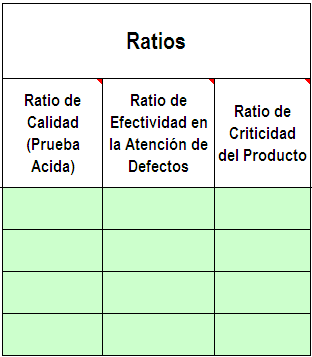 Ratios
Ratio de
Calidad
(Prueba
Acida)
Ratio de
Efectividad en
la Atención de
Defectos
Ratio de
Criticidad
del Producto